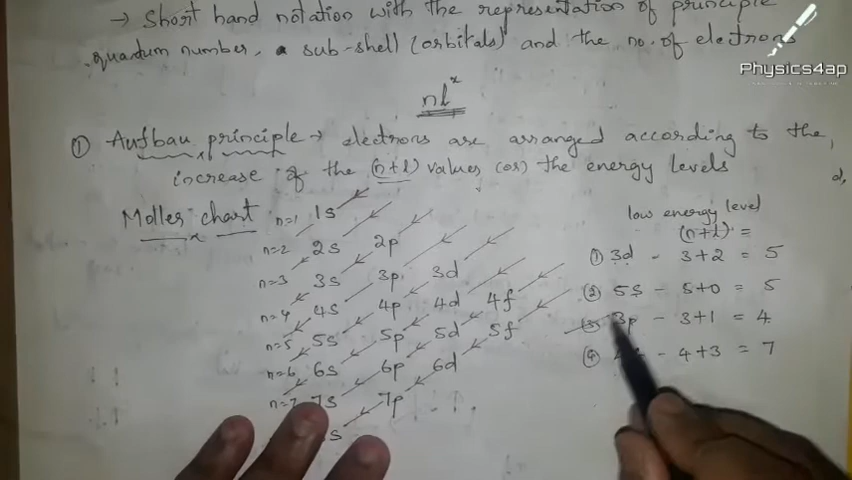 → Short hand notation with the representation of principle
quantum number, sub-shell (orbitals) and the no. of electrons
Physics4ap
nl^x
① Aufbau principle → electrons are arranged according to the
increase of the (n+l) values (or) the energy levels
Moller chart
n=1 1s
n=2 2s 2p
n=3 3s 3p 3d
n=4 4s 4p 4d 4f
n=5 5s 5p 5d 5f
n=6 6s 6p 6d
n=7 7s 7p
low energy level
(n+l) =
① 3d - 3+2 = 5
② 5s - 5+0 = 5
③ 3p - 3+1 = 4
④ - 4+3 = 7
d,